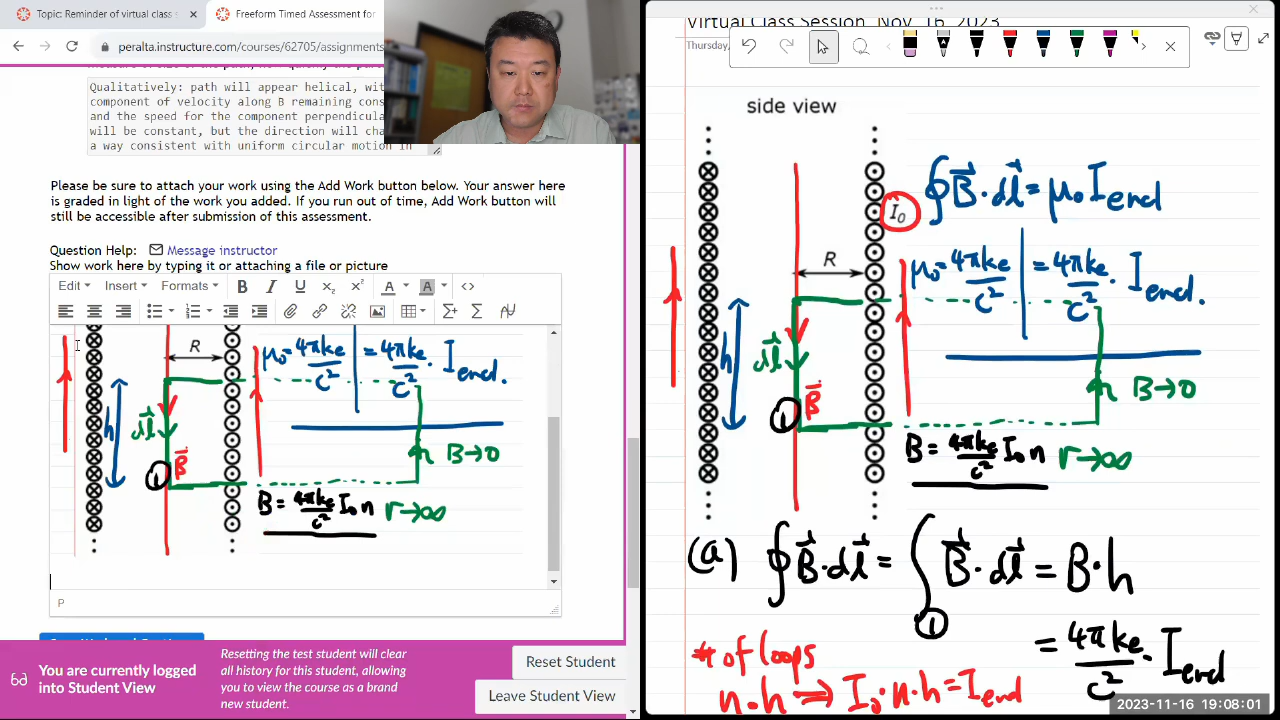 Topic: Reminder of virtual class s
Freeform Timed Assessment for
peralta.instructure.com/courses/62705/assignments
Qualitatively: path will appear helical, wit
component of velocity along B remaining cons
and the speed for the component perpendicula
will be constant, but the direction will cha
a way consistent with uniform circular motion in
Please be sure to attach your work using the Add Work button below. Your answer here
is graded in light of the work you added. If you run out of time, Add Work button will
still be accessible after submission of this assessment.
Question Help: Message instructor
Show work here by typing it or attaching a file or picture
Edit Insert Formats B I U x₂ x² A A <>
R
μ₀=4πke/c² =4πke/c² · I encl.
h
dl⃗
B⃗
1
B→0
B = 4πke/c² I₀ n r→∞
P
You are currently logged
into Student View
Resetting the test student will clear
all history for this student, allowing
you to view the course as a brand
new student.
Reset Student
Leave Student View
Virtual Class Session, Nov. 16, 2023
Thursday,
side view
I₀
∮B⃗·dl⃗=μ₀Iencl
R
μ₀=4πke/c² =4πke/c² · I encl.
h
dl⃗
B⃗
1
B→0
B = 4πke/c² I₀ n r→∞
(a) ∮B⃗·dl⃗ = ∫₁ B⃗·dl⃗ = B·h
= 4πke/c² · Iencl
# of loops
n·h ⟹ I₀·n·h=Iencl
2023-11-16 19:08:01